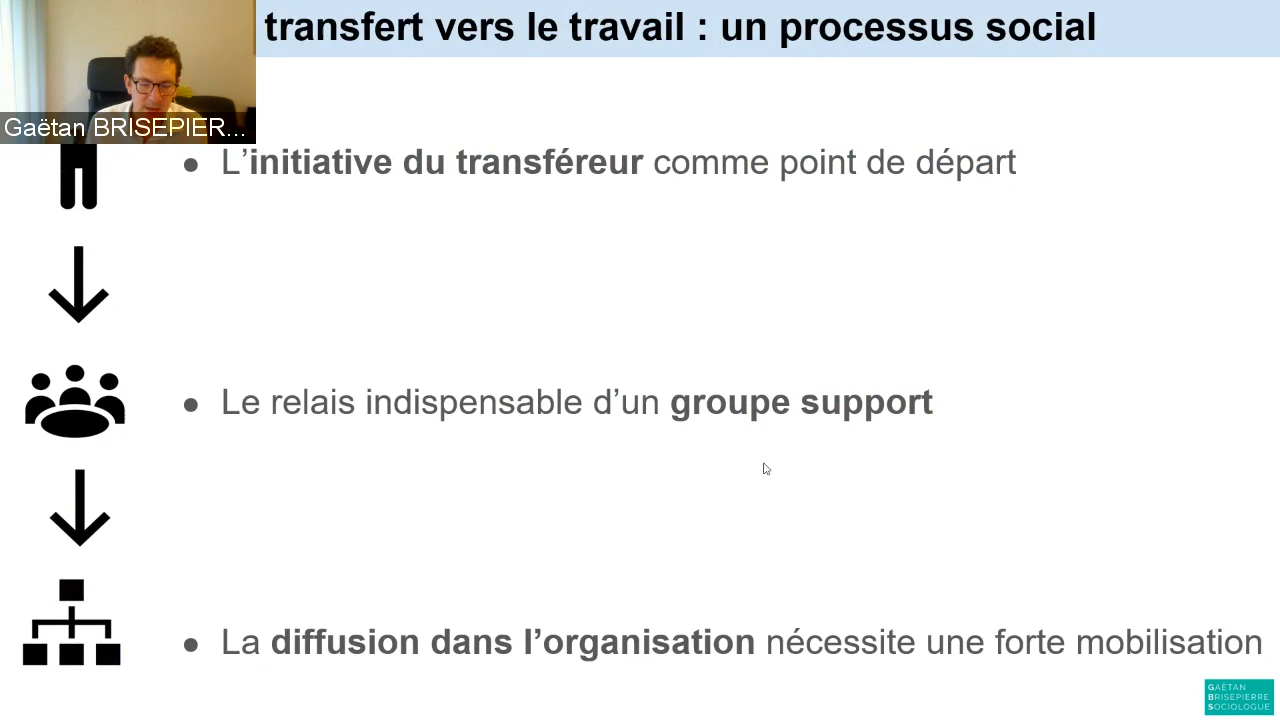 transfert vers le travail : un processus social
Gaëtan BRISEPIER...
● L’initiative du transféreur comme point de départ
● Le relais indispensable d’un groupe support
● La diffusion dans l’organisation nécessite une forte mobilisation
GAËTAN
BRISEPIERRE
SOCIOLOGUE